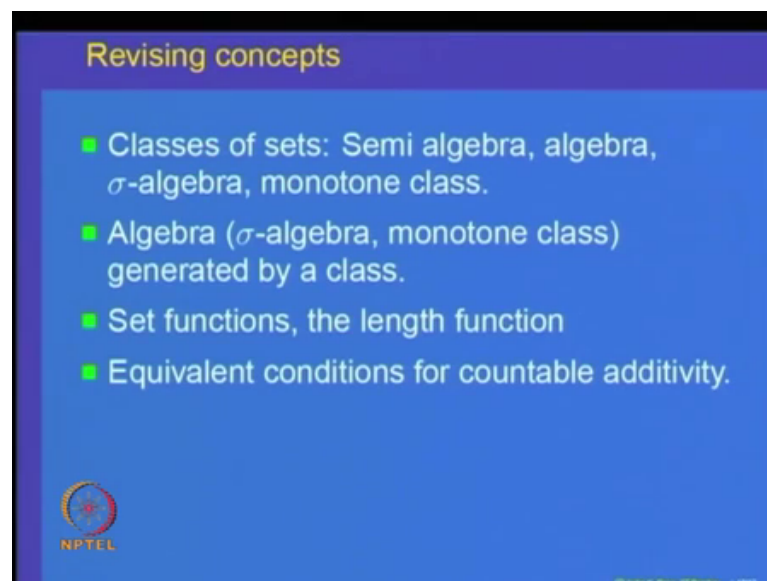 Revising concepts
Classes of sets: Semi algebra, algebra,
σ-algebra, monotone class.
Algebra (σ-algebra, monotone class)
generated by a class.
Set functions, the length function
Equivalent conditions for countable additivity.
NPTEL